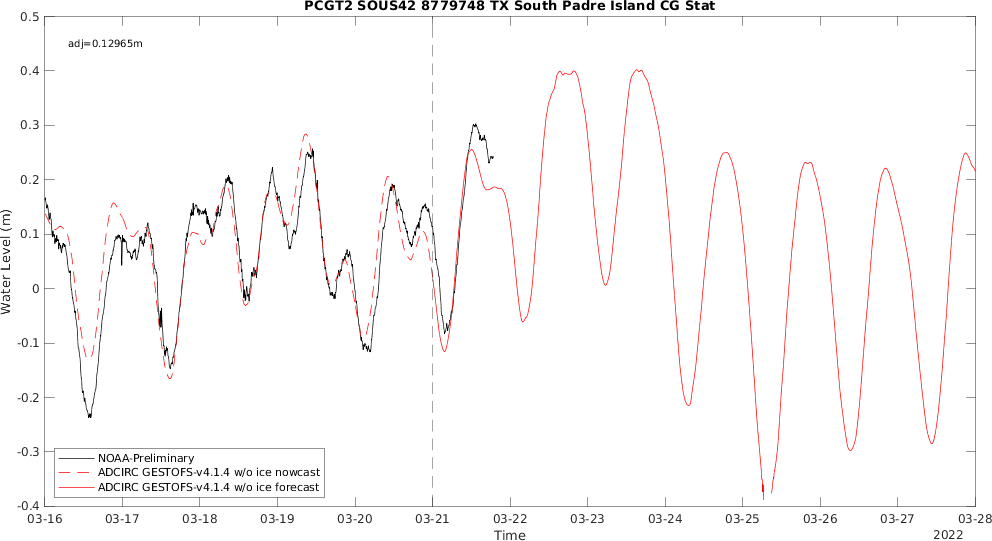 PCGT2 SOUS42 8779748 TX South Padre Island CG Stat
adj=0.12965m
0.5
0.4
0.3
0.2
0.1
0
-0.1
-0.2
-0.3
-0.4
Water Level (m)
NOAA-Preliminary
ADCIRC GESTOFS-v4.1.4 w/o ice nowcast
ADCIRC GESTOFS-v4.1.4 w/o ice forecast
03-16 03-17 03-18 03-19 03-20 03-21 03-22 03-23 03-24 03-25 03-26 03-27 03-28
Time
2022